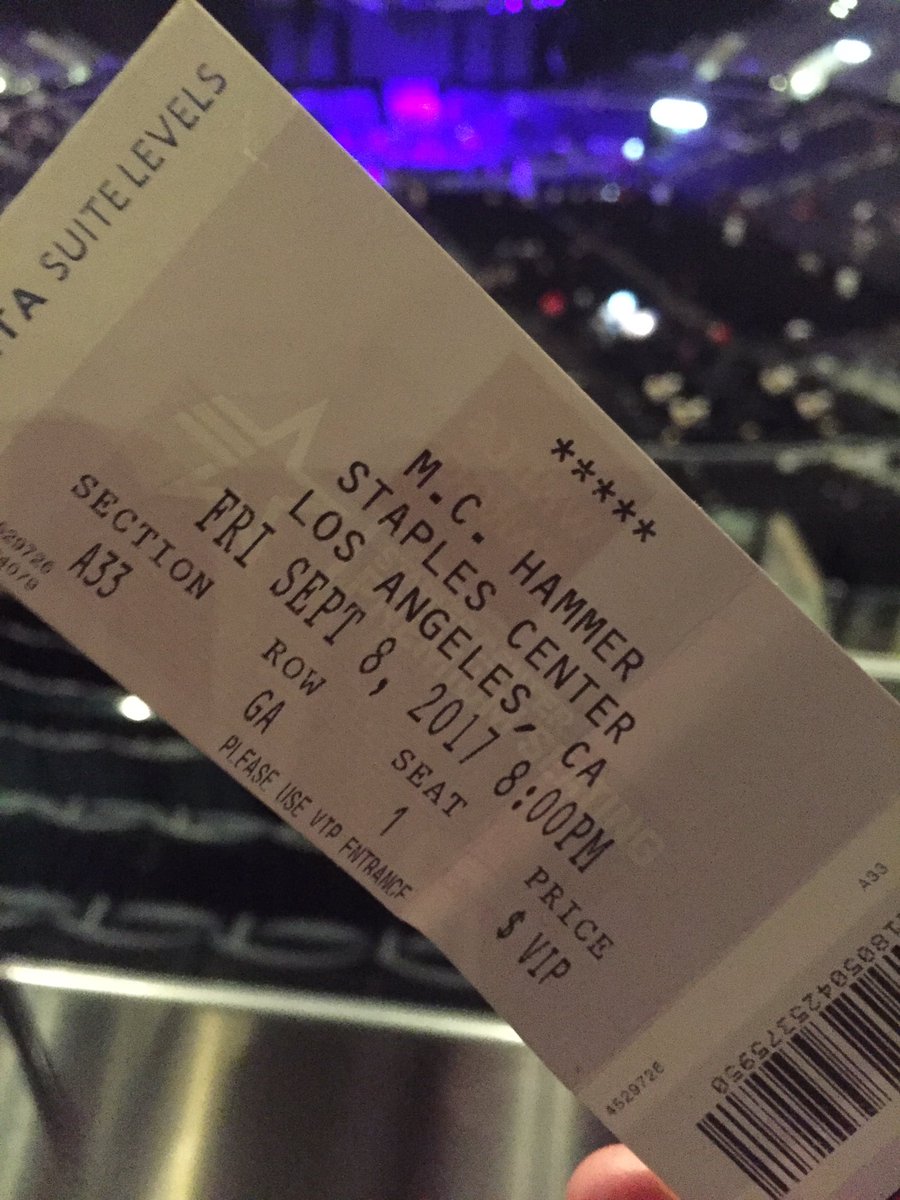 TA SUITE LEVELS
*****
M.C. HAMMER
STAPLES CENTER
LOS ANGELES, CA
FRI SEPT 8, 2017 8:00PM
SECTION ROW SEAT PRICE
A33 GA 1 $ VIP
PLEASE USE VIP ENTRANCE
A33
4529726